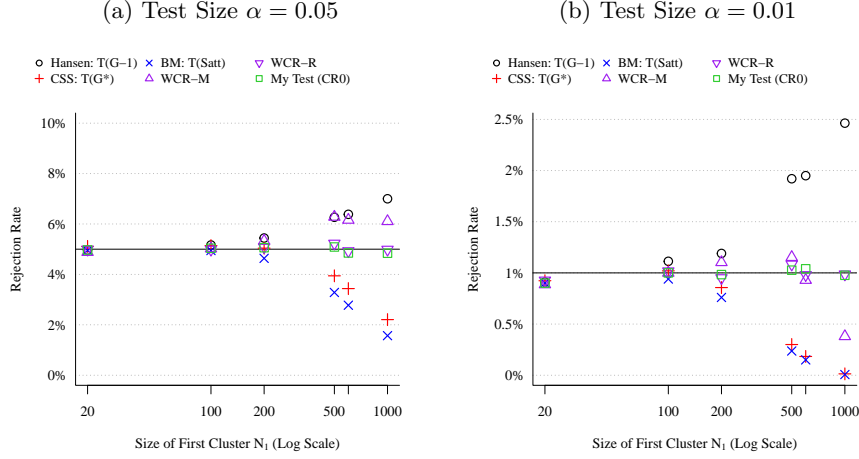 (a) Test Size α = 0.05
Hansen: T(G−1) BM: T(Satt) WCR−R
CSS: T(G*) WCR−M My Test (CR0)
10%
8%
6%
4%
2%
0%
Rejection Rate
20 100 200 500 1000
Size of First Cluster N₁ (Log Scale)
(b) Test Size α = 0.01
Hansen: T(G−1) BM: T(Satt) WCR−R
CSS: T(G*) WCR−M My Test (CR0)
2.5%
2%
1.5%
1%
0.5%
0%
Rejection Rate
20 100 200 500 1000
Size of First Cluster N₁ (Log Scale)